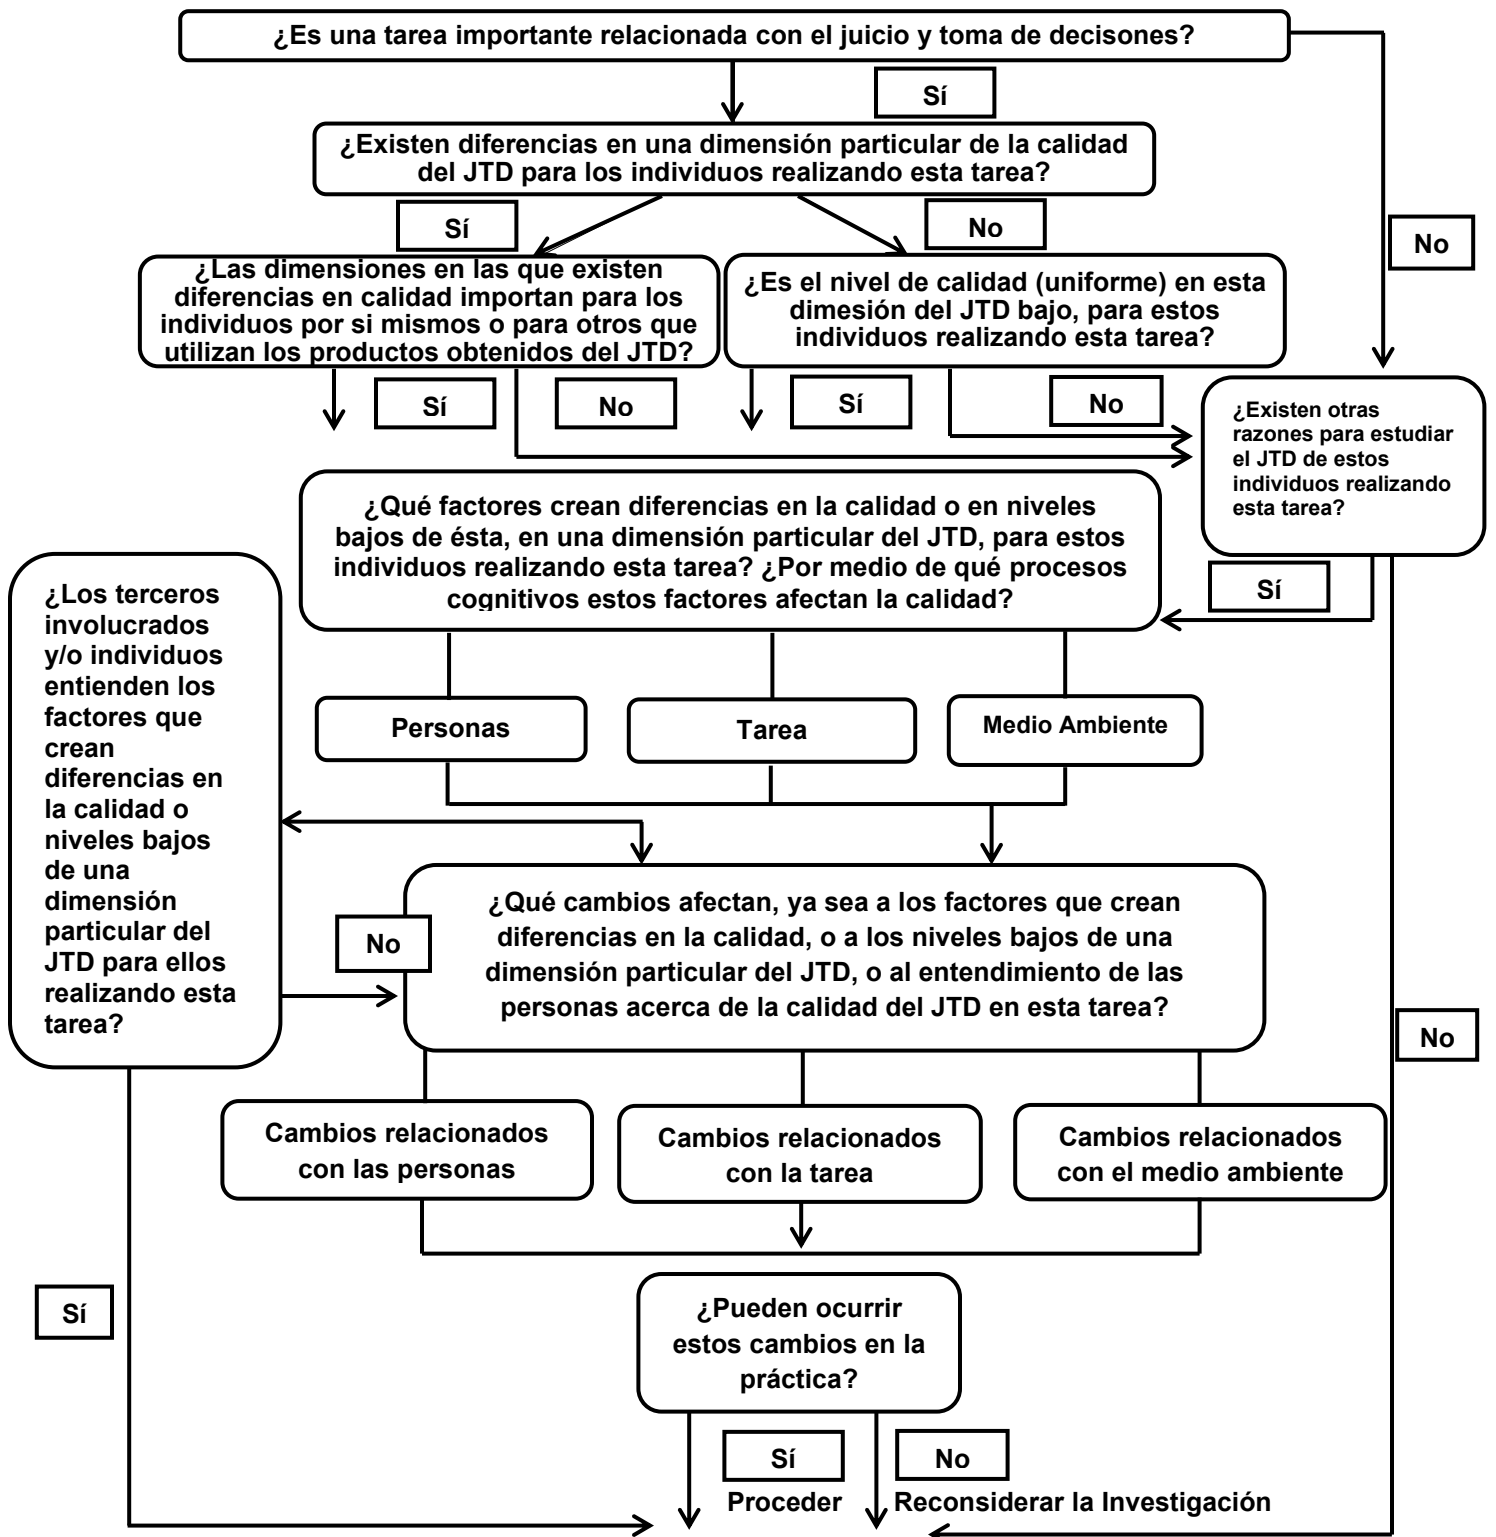 ¿Es una tarea importante relacionada con el juicio y toma de decisones?
Sí
¿Existen diferencias en una dimensión particular de la calidad
del JTD para los individuos realizando esta tarea?
Sí
No
No
¿Las dimensiones en las que existen
diferencias en calidad importan para los
individuos por si mismos o para otros que
utilizan los productos obtenidos del JTD?
¿Es el nivel de calidad (uniforme) en esta
dimesión del JTD bajo, para estos
individuos realizando esta tarea?
Sí
No
Sí
No
¿Existen otras
razones para estudiar
el JTD de estos
individuos realizando
esta tarea?
¿Qué factores crean diferencias en la calidad o en niveles
bajos de ésta, en una dimensión particular del JTD, para estos
individuos realizando esta tarea? ¿Por medio de qué procesos
cognitivos estos factores afectan la calidad?
Sí
¿Los terceros
involucrados
y/o individuos
entienden los
factores que
crean
diferencias en
la calidad o
niveles bajos
de una
dimensión
particular del
JTD para ellos
realizando esta
tarea?
Personas
Tarea
Medio Ambiente
No
¿Qué cambios afectan, ya sea a los factores que crean
diferencias en la calidad, o a los niveles bajos de una
dimensión particular del JTD, o al entendimiento de las
personas acerca de la calidad del JTD en esta tarea?
No
Cambios relacionados
con las personas
Cambios relacionados
con la tarea
Cambios relacionados
con el medio ambiente
Sí
¿Pueden ocurrir
estos cambios en la
práctica?
Sí
No
Proceder
Reconsiderar la Investigación